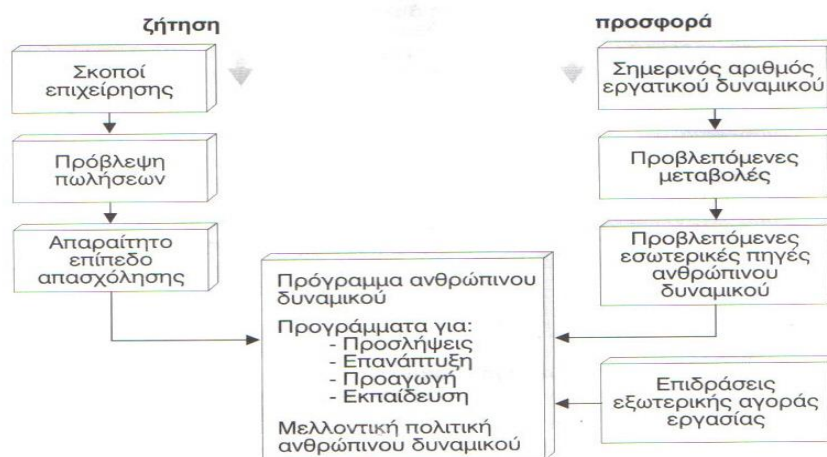 ζήτηση
Σκοποί
επιχείρησης
Πρόβλεψη
πωλήσεων
Απαραίτητο
επίπεδο
απασχόλησης
προσφορά
Σημερινός αριθμός
εργατικού δυναμικού
Προβλεπόμενες
μεταβολές
Προβλεπόμενες
εσωτερικές πηγές
ανθρώπινου
δυναμικού
Πρόγραμμα ανθρώπινου
δυναμικού
Προγράμματα για:
- Προσλήψεις
- Επανάπτυξη
- Προαγωγή
- Εκπαίδευση
Μελλοντική πολιτική
ανθρώπινου δυναμικού
Επιδράσεις
εξωτερικής αγοράς
εργασίας